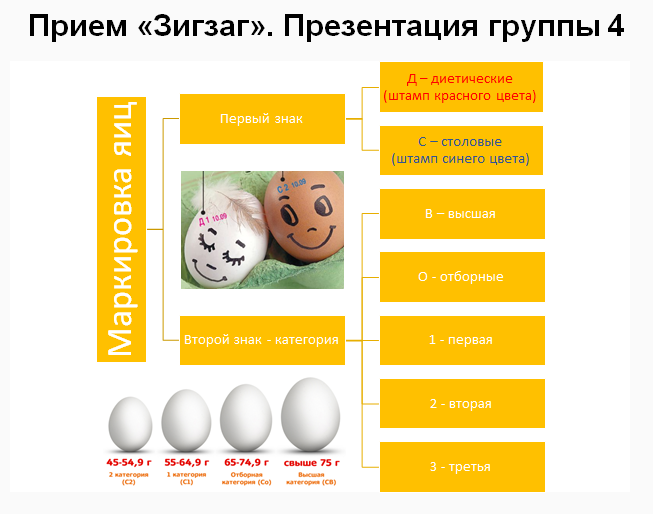 Прием «Зигзаг». Презентация группы 4
Маркировка яиц
Первый знак
Д – диетические
(штамп красного цвета)
С – столовые
(штамп синего цвета)
Д 1 10.09
С 2 10.09
Второй знак - категория
В – высшая
О - отборные
1 - первая
2 - вторая
3 - третья
45-54,9 г
2 категория
(С2)
55-64,9 г
1 категория
(С1)
65-74,9 г
Отборная
категория (Со)
свыше 75 г
Высшая
категория (СВ)